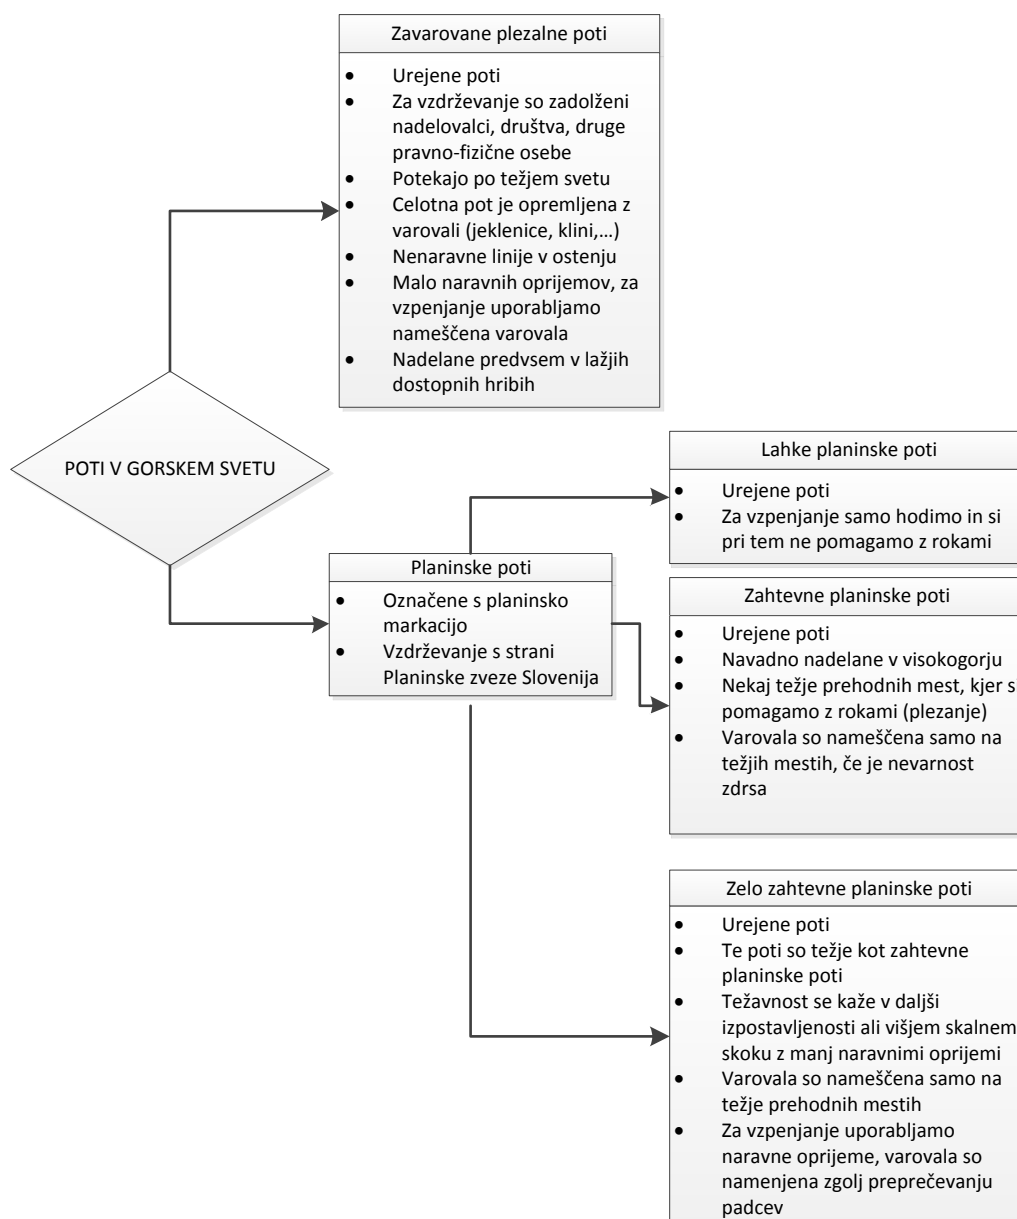 Zavarovane plezalne poti
• Urejene poti
• Za vzdrževanje so zadolženi
nadelovalci, društva, druge
pravno-fizične osebe
• Potekajo po težjem svetu
• Celotna pot je opremljena z
varovali (jeklenice, klini,…)
• Nenaravne linije v ostenju
• Malo naravnih oprijemov, za
vzpenjanje uporabljamo
nameščena varovala
• Nadelane predvsem v lažjih
dostopnih hribih
POTI V GORSKEM SVETU
Planinske poti
• Označene s planinsko
markacijo
• Vzdrževanje s strani
Planinske zveze Slovenija
Lahke planinske poti
• Urejene poti
• Za vzpenjanje samo hodimo in si
pri tem ne pomagamo z rokami
Zahtevne planinske poti
• Urejene poti
• Navadno nadelane v visokogorju
• Nekaj težje prehodnih mest, kjer si
pomagamo z rokami (plezanje)
• Varovala so nameščena samo na
težjih mestih, če je nevarnost
zdrsa
Zelo zahtevne planinske poti
• Urejene poti
• Te poti so težje kot zahtevne
planinske poti
• Težavnost se kaže v daljši
izpostavljenosti ali višjem skalnem
skoku z manj naravnimi oprijemi
• Varovala so nameščena samo na
težje prehodnih mestih
• Za vzpenjanje uporabljamo
naravne oprijeme, varovala so
namenjena zgolj preprečevanju
padcev